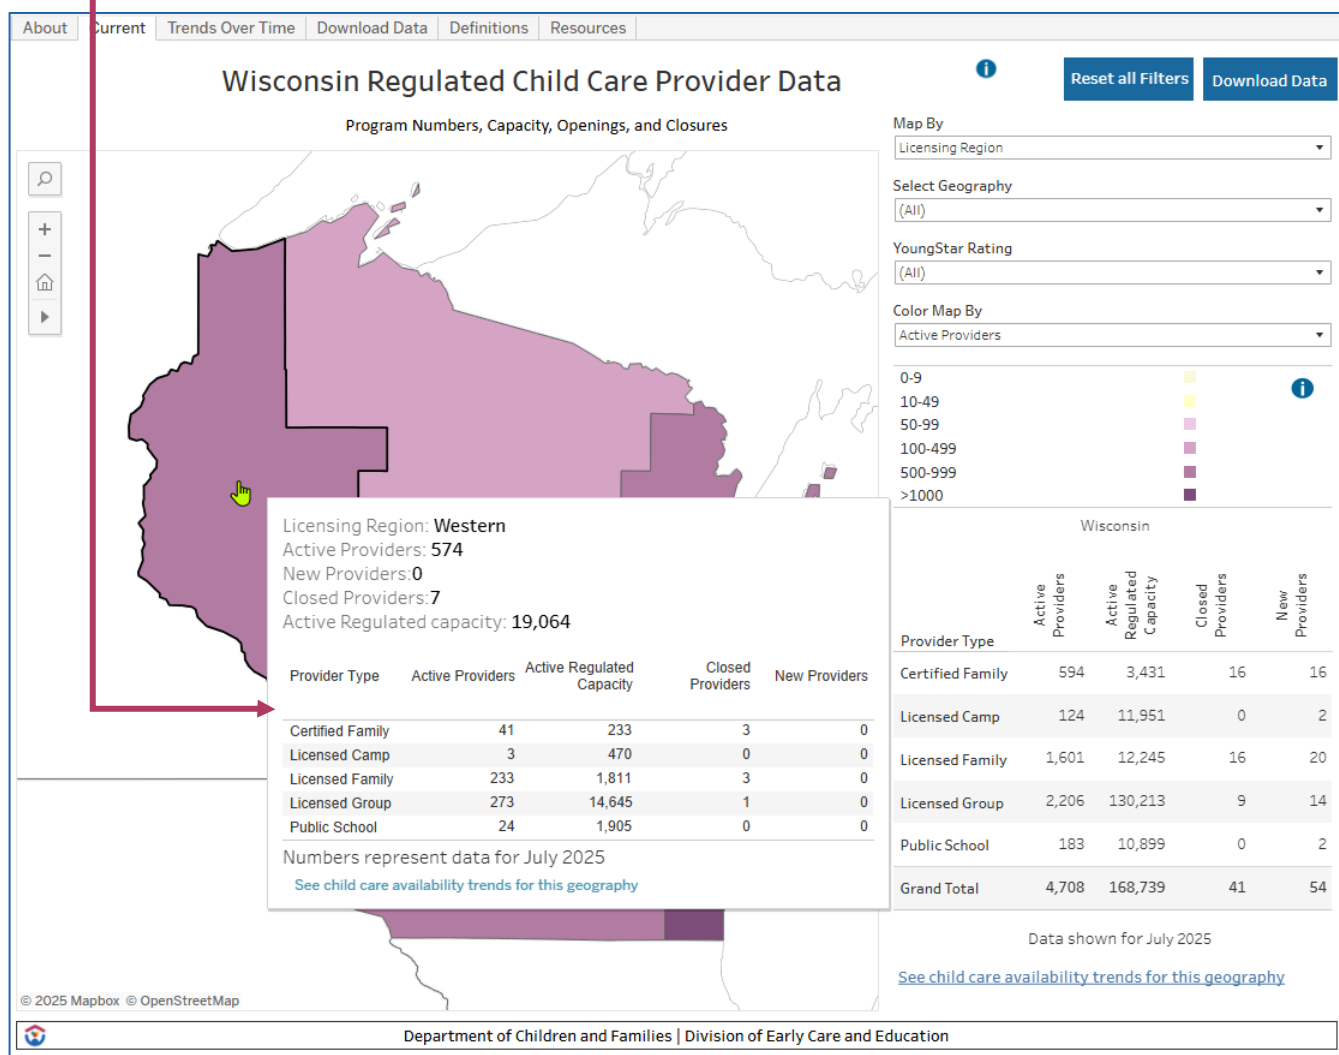 About Current Trends Over Time Download Data Definitions Resources
Wisconsin Regulated Child Care Provider Data
Program Numbers, Capacity, Openings, and Closures
Reset all Filters
Download Data
Map By
Licensing Region
Select Geography
(All)
YoungStar Rating
(All)
Color Map By
Active Providers
0-9
10-49
50-99
100-499
500-999
>1000
Licensing Region: Western
Active Providers: 574
New Providers:0
Closed Providers:7
Active Regulated capacity: 19,064
Provider Type Active Providers Active Regulated Capacity Closed Providers New Providers
Certified Family 41 233 3 0
Licensed Camp 3 470 0 0
Licensed Family 233 1,811 3 0
Licensed Group 273 14,645 1 0
Public School 24 1,905 0 0
Numbers represent data for July 2025
See child care availability trends for this geography
Wisconsin
Provider Type Active Providers Active Regulated Capacity Closed Providers New Providers
Certified Family 594 3,431 16 16
Licensed Camp 124 11,951 0 2
Licensed Family 1,601 12,245 16 20
Licensed Group 2,206 130,213 9 14
Public School 183 10,899 0 2
Grand Total 4,708 168,739 41 54
Data shown for July 2025
See child care availability trends for this geography
© 2025 Mapbox © OpenStreetMap
Department of Children and Families | Division of Early Care and Education